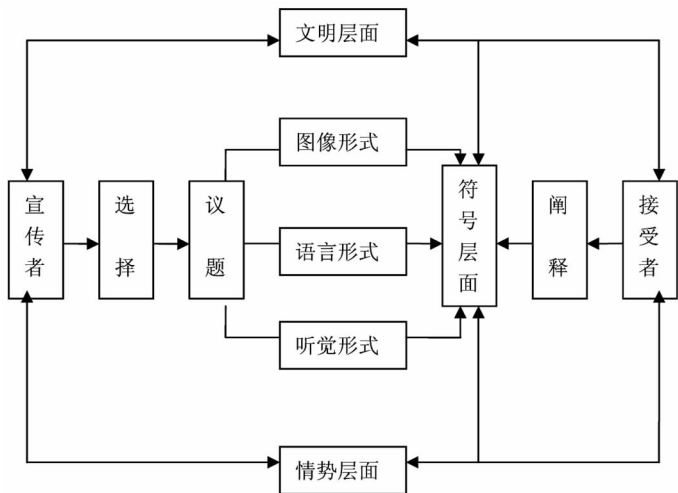 文明层面
图像形式
宣传者
选择
议题
语言形式
符号层面
阐释
接受者
听觉形式
情势层面